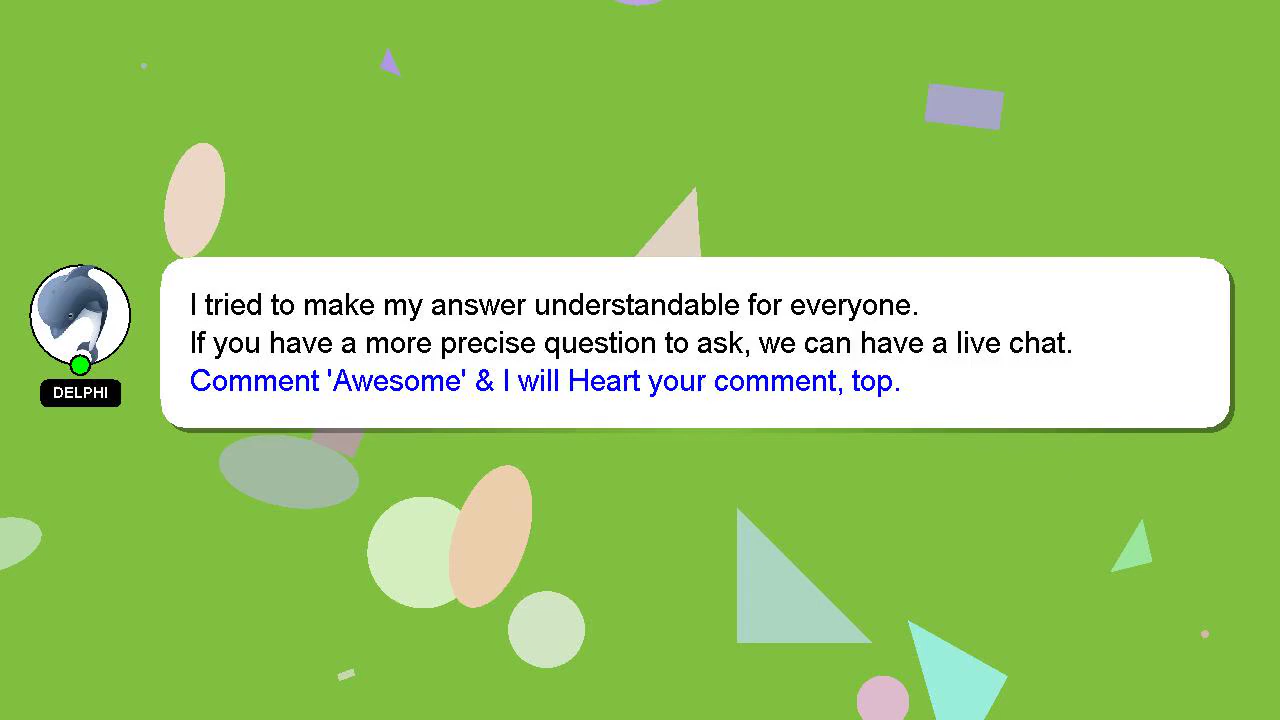 I tried to make my answer understandable for everyone.
If you have a more precise question to ask, we can have a live chat.
Comment 'Awesome' & I will Heart your comment, top.
DELPHI